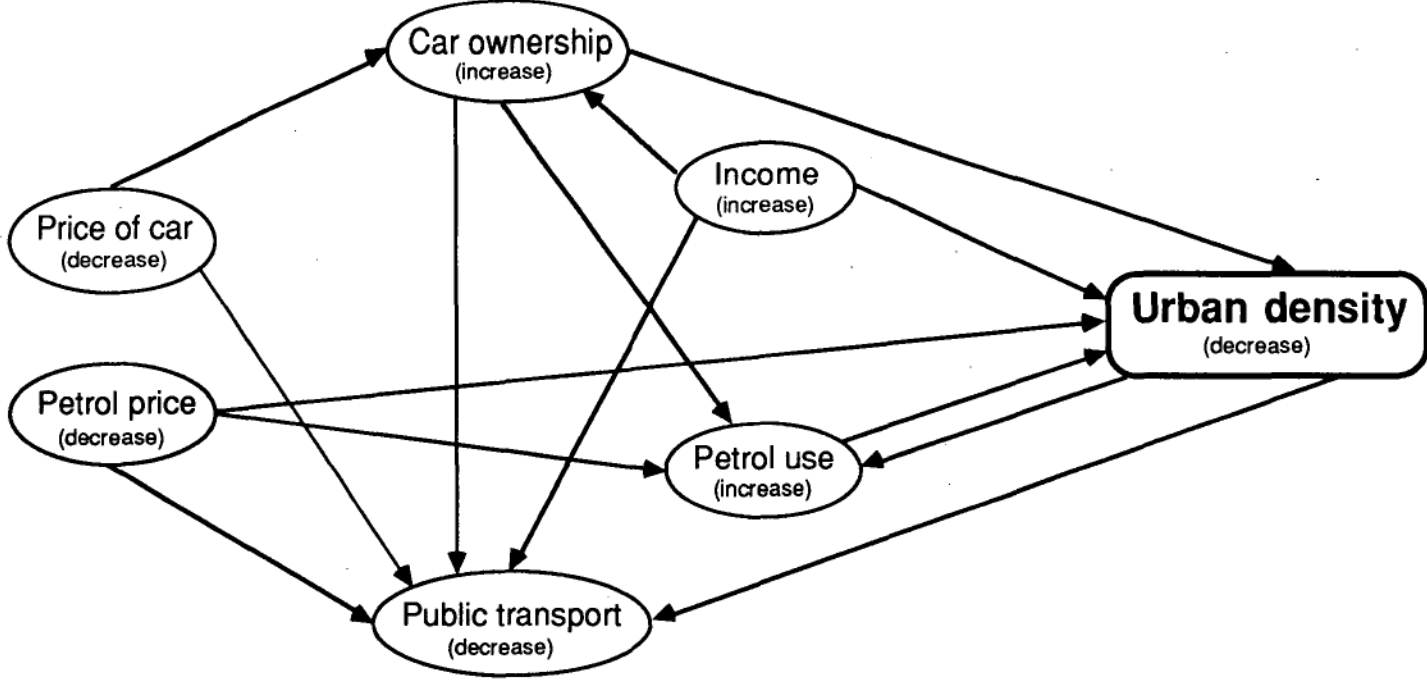 Car ownership
(increase)
Income
(increase)
Price of car
(decrease)
Urban density
(decrease)
Petrol price
(decrease)
Petrol use
(increase)
Public transport
(decrease)